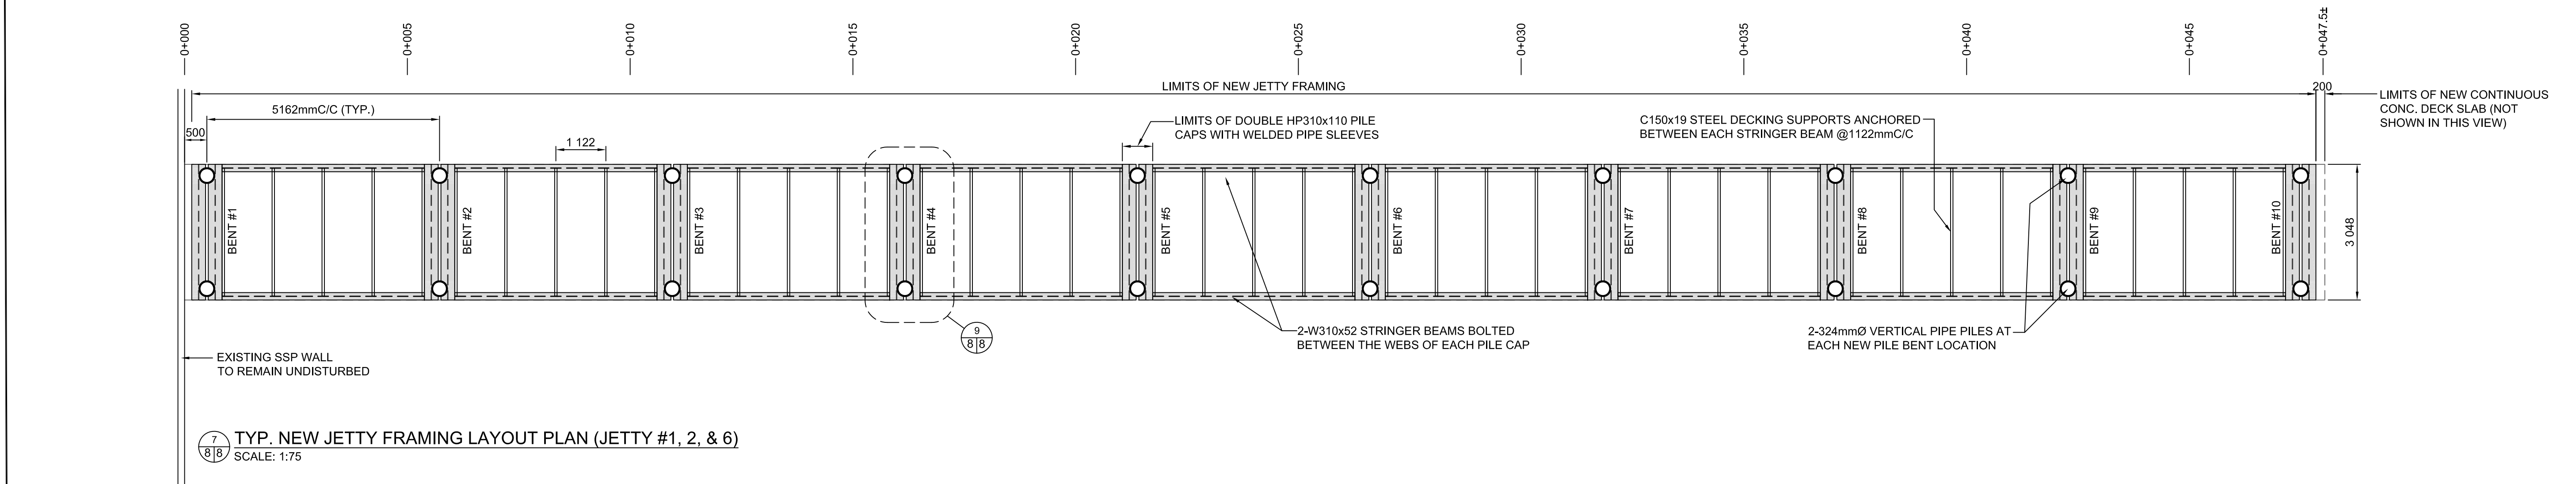 0+000
0+005
0+010
0+015
0+020
0+025
0+030
0+035
0+040
0+045
0+047.5±
LIMITS OF NEW JETTY FRAMING
200
LIMITS OF NEW CONTINUOUS
CONC. DECK SLAB (NOT
SHOWN IN THIS VIEW)
5162mmC/C (TYP.)
500
1 122
LIMITS OF DOUBLE HP310x110 PILE
CAPS WITH WELDED PIPE SLEEVES
C150x19 STEEL DECKING SUPPORTS ANCHORED
BETWEEN EACH STRINGER BEAM @1122mmC/C
BENT #1
BENT #2
BENT #3
BENT #4
BENT #5
BENT #6
BENT #7
BENT #8
BENT #9
BENT #10
3 048
9
8 8
2-W310x52 STRINGER BEAMS BOLTED
BETWEEN THE WEBS OF EACH PILE CAP
2-324mmØ VERTICAL PIPE PILES AT
EACH NEW PILE BENT LOCATION
EXISTING SSP WALL
TO REMAIN UNDISTURBED
7
8 8
TYP. NEW JETTY FRAMING LAYOUT PLAN (JETTY #1, 2, & 6)
SCALE: 1:75